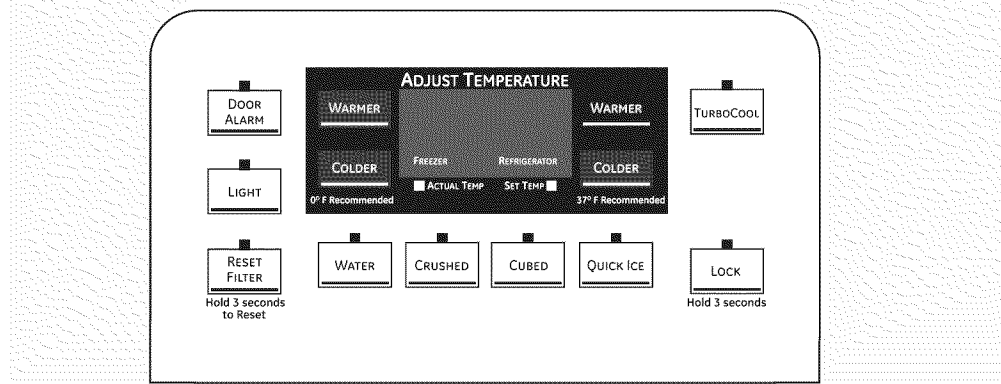 ADJUST TEMPERATURE
DOOR
ALARM
WARMER
WARMER
TURBOCOOL
COLDER
FREEZER
REFRIGERATOR
COLDER
LIGHT
ACTUAL TEMP
SET TEMP
0° F Recommended
37° F Recommended
RESET
FILTER
WATER
CRUSHED
CUBED
QUICK ICE
LOCK
Hold 3 seconds
to Reset
Hold 3 seconds